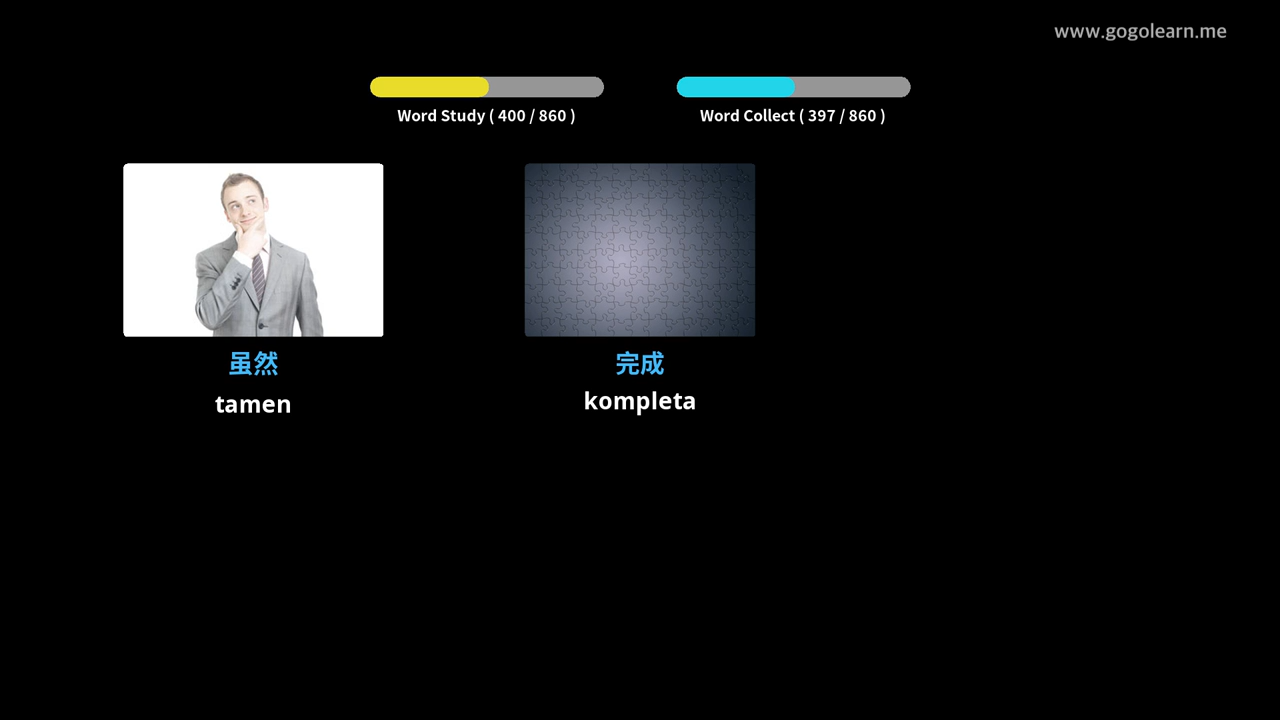 www.gogolearn.me
Word Study ( 400 / 860 )
Word Collect ( 397 / 860 )
虽然
tamen
完成
kompleta